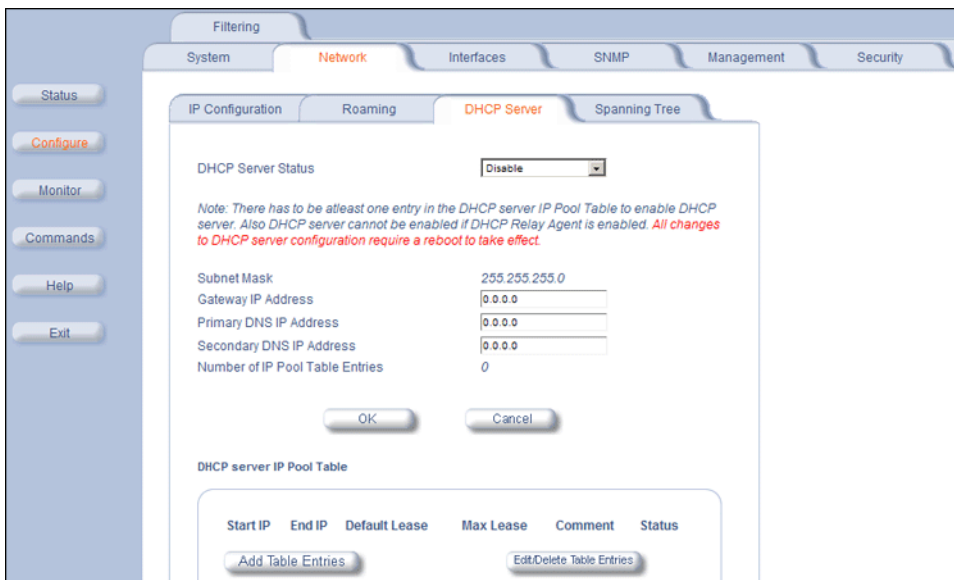 Filtering
System Network Interfaces SNMP Management Security
Status
Configure
Monitor
Commands
Help
Exit
IP Configuration Roaming DHCP Server Spanning Tree
DHCP Server Status Disable
Note: There has to be atleast one entry in the DHCP server IP Pool Table to enable DHCP
server. Also DHCP server cannot be enabled if DHCP Relay Agent is enabled. All changes
to DHCP server configuration require a reboot to take effect.
Subnet Mask 255.255.255.0
Gateway IP Address 0.0.0.0
Primary DNS IP Address 0.0.0.0
Secondary DNS IP Address 0.0.0.0
Number of IP Pool Table Entries 0
OK Cancel
DHCP server IP Pool Table
Start IP End IP Default Lease Max Lease Comment Status
Add Table Entries Edit/Delete Table Entries